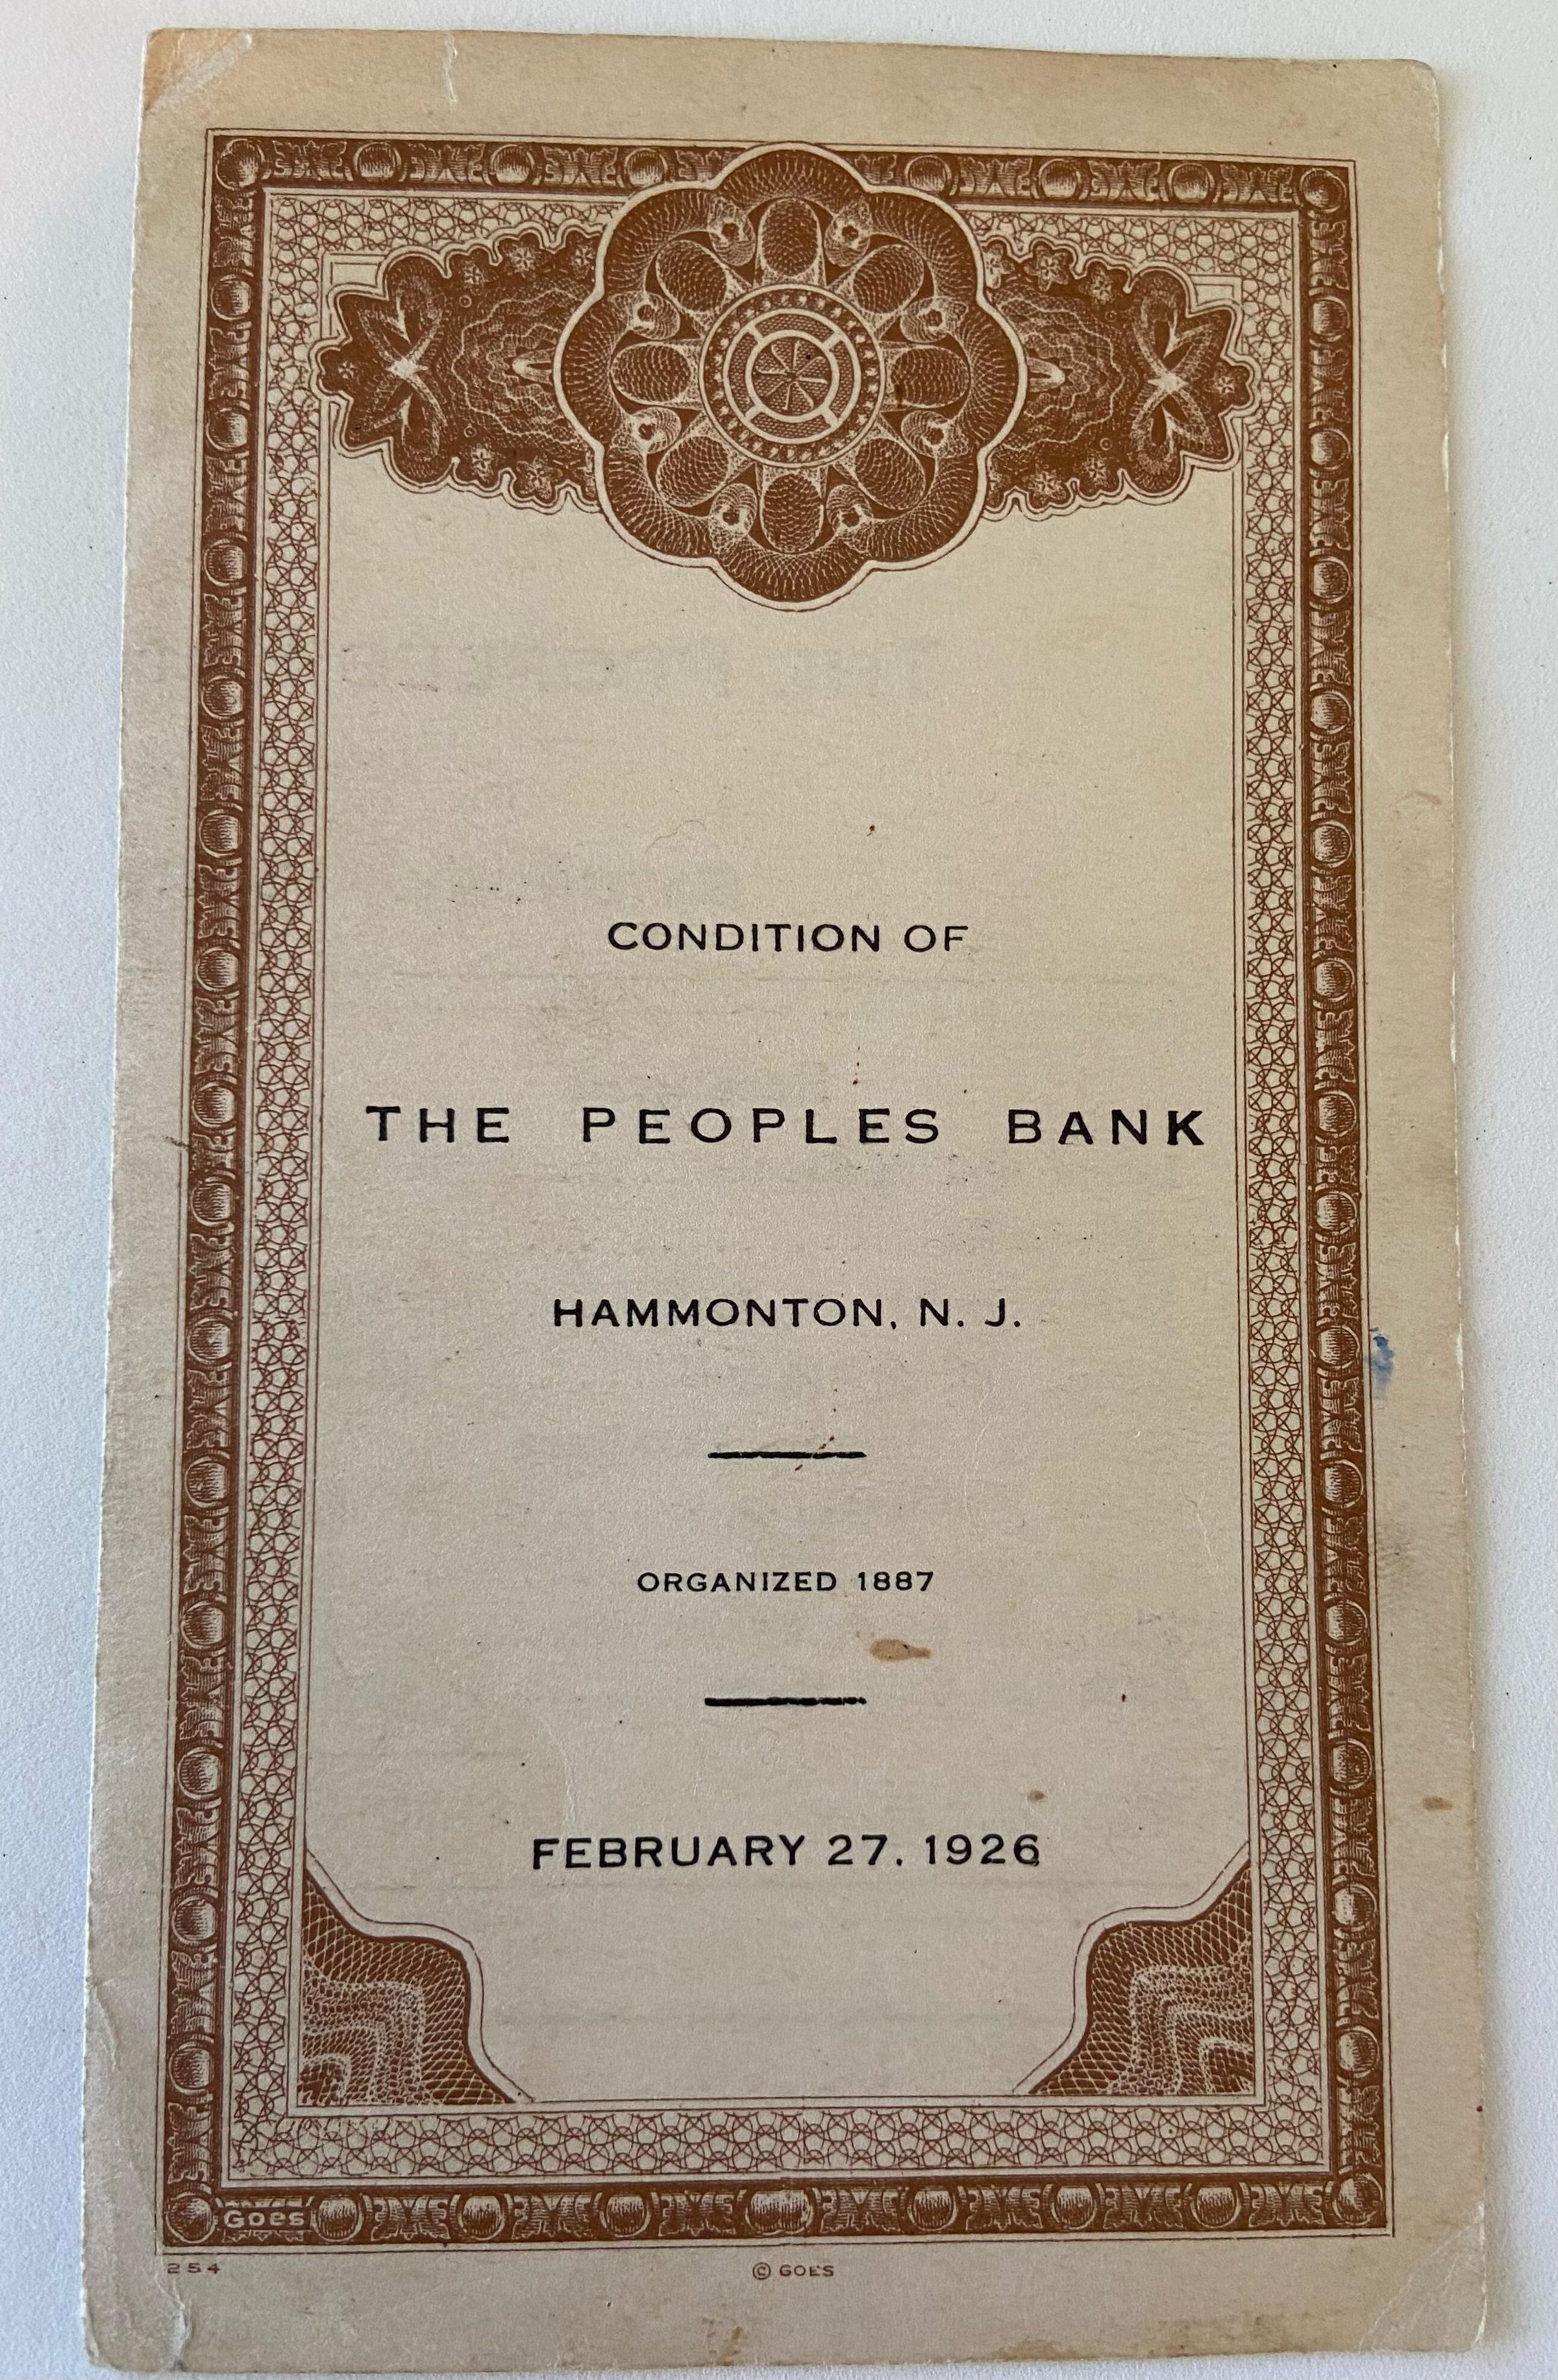 CONDITION OF
THE PEOPLES BANK
HAMMONTON, N. J.
ORGANIZED 1887
FEBRUARY 27, 1926
Goes
254
© GOES